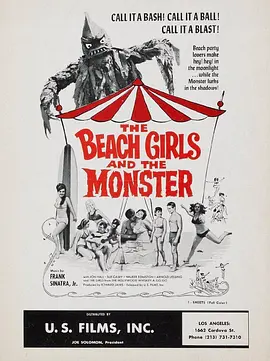 CALL IT A BASH! CALL IT A BALL!
CALL IT A BLAST!
Beach party
lovers make
hey! hey! in
the moonlight
...while the
Monster lurks
in the shadows!
THE
BEACH GIRLS
AND THE
MONSTER
Music by
FRANK
SINATRA, Jr.
DISTRIBUTED BY
U. S. FILMS, INC.
JOE SOLOMON, President
LOS ANGELES:
1662 Cordova St.
Phone (213) 731-7310